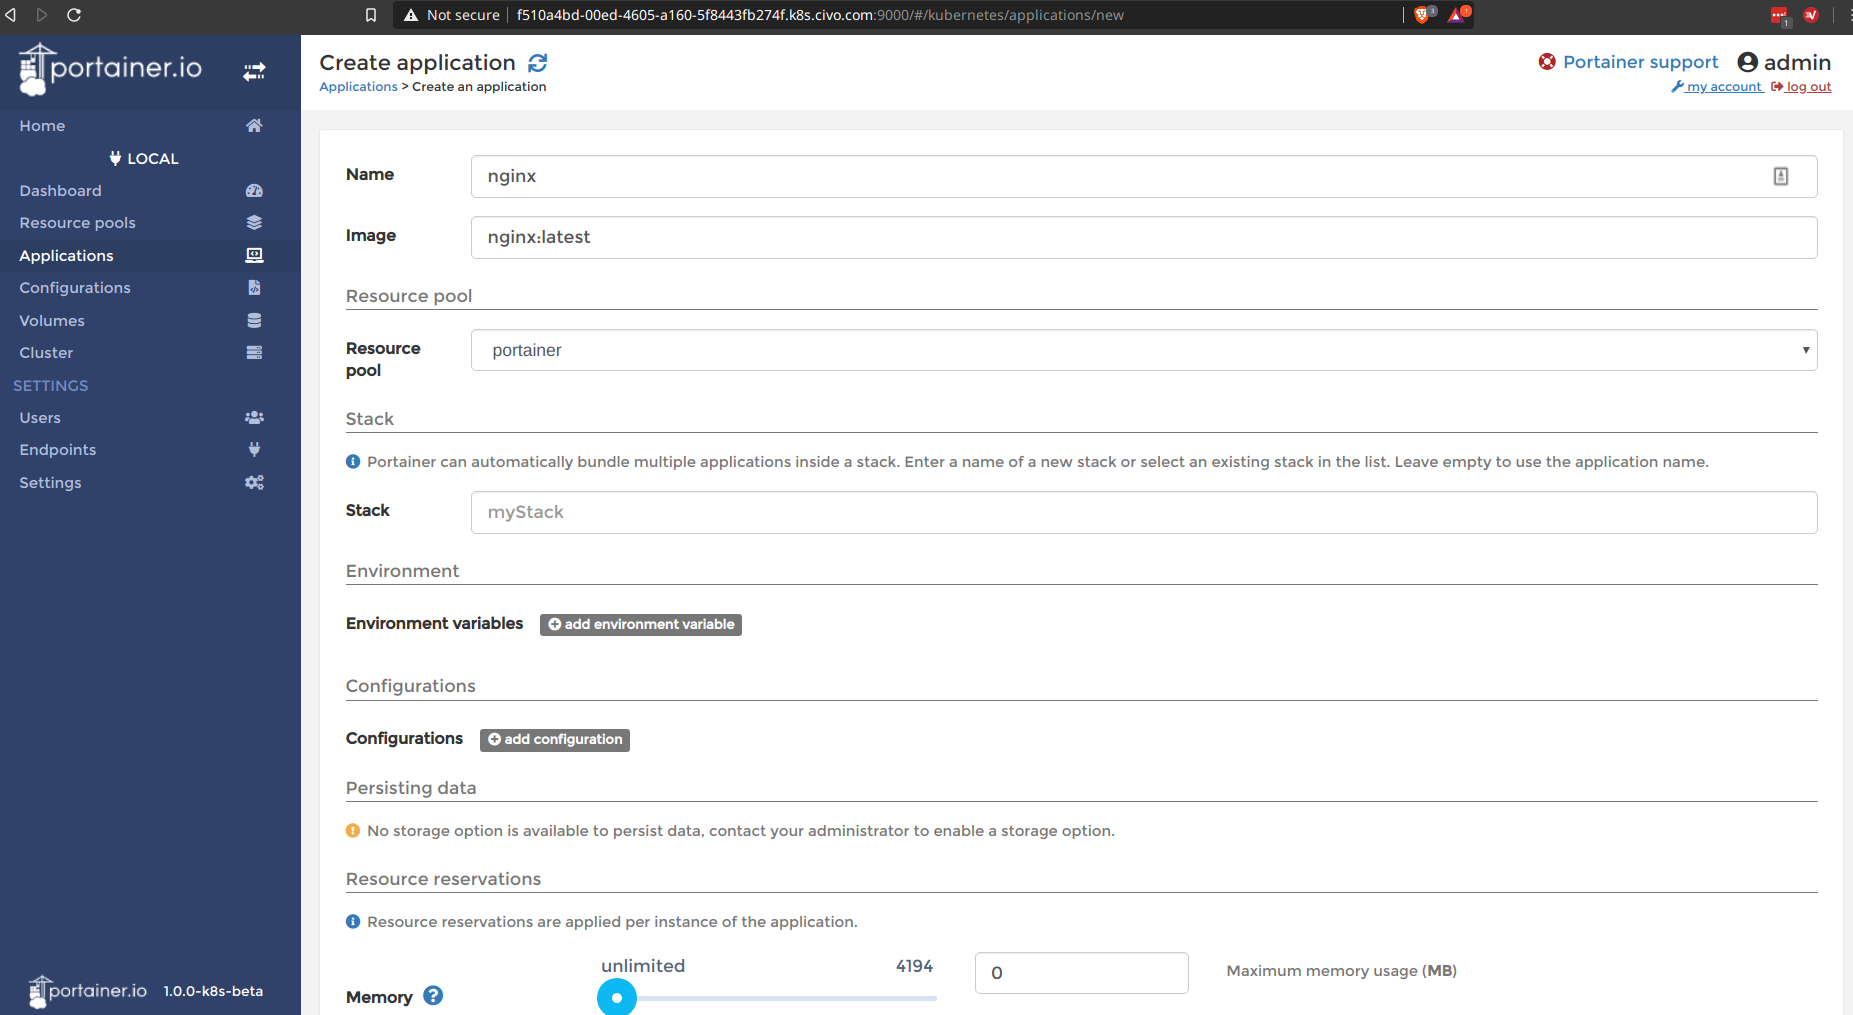 Not secure f510a4bd-00ed-4605-a160-5f8443fb274f.k8s.civo.com:9000/#/kubernetes/applications/new 3 1
portainer.io
Home
LOCAL
Dashboard
Resource pools
Applications
Configurations
Volumes
Cluster
SETTINGS
Users
Endpoints
Settings
portainer.io 1.0.0-k8s-beta
Create application
Applications > Create an application
Portainer support admin
my account log out
Name nginx
Image nginx:latest
Resource pool
Resource pool portainer
Stack
Portainer can automatically bundle multiple applications inside a stack. Enter a name of a new stack or select an existing stack in the list. Leave empty to use the application name.
Stack myStack
Environment
Environment variables add environment variable
Configurations
Configurations add configuration
Persisting data
No storage option is available to persist data, contact your administrator to enable a storage option.
Resource reservations
Resource reservations are applied per instance of the application.
unlimited 4194
Memory 0 Maximum memory usage (MB)